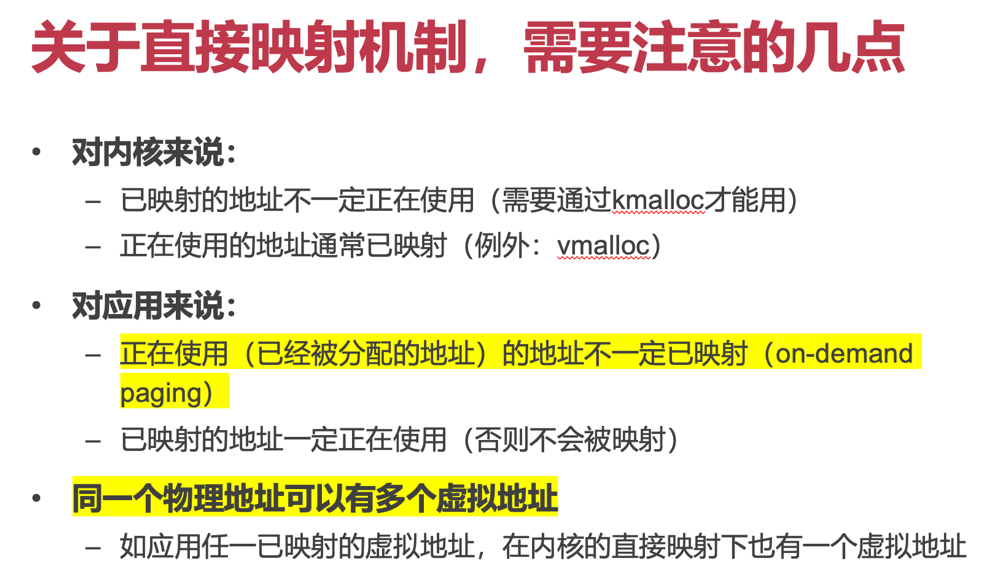 关于直接映射机制，需要注意的几点
• 对内核来说：
– 已映射的地址不一定正在使用（需要通过kmalloc才能用）
– 正在使用的地址通常已映射（例外：vmalloc）
• 对应用来说：
– 正在使用（已经被分配的地址）的地址不一定已映射（on-demand
paging）
– 已映射的地址一定正在使用（否则不会被映射）
• 同一个物理地址可以有多个虚拟地址
– 如应用任一已映射的虚拟地址，在内核的直接映射下也有一个虚拟地址